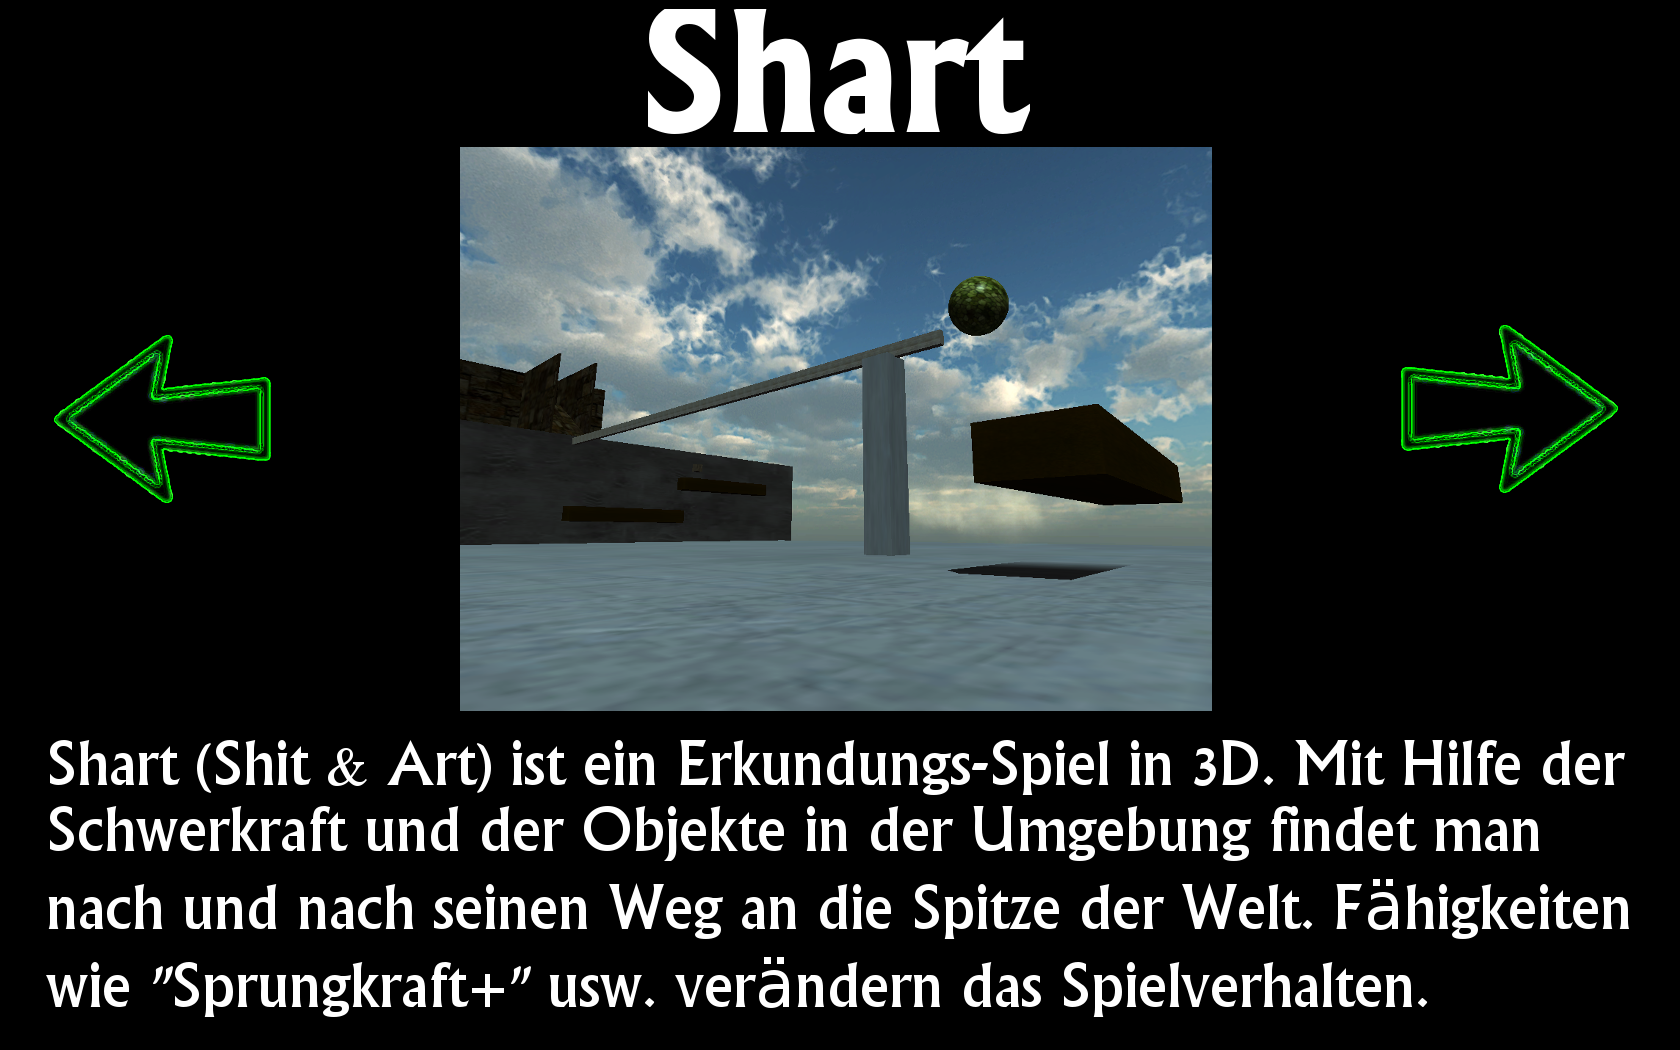 Shart
Shart (Shit & Art) ist ein Erkundungs-Spiel in 3D. Mit Hilfe der
Schwerkraft und der Objekte in der Umgebung findet man
nach und nach seinen Weg an die Spitze der Welt. Fähigkeiten
wie "Sprungkraft+" usw. verändern das Spielverhalten.